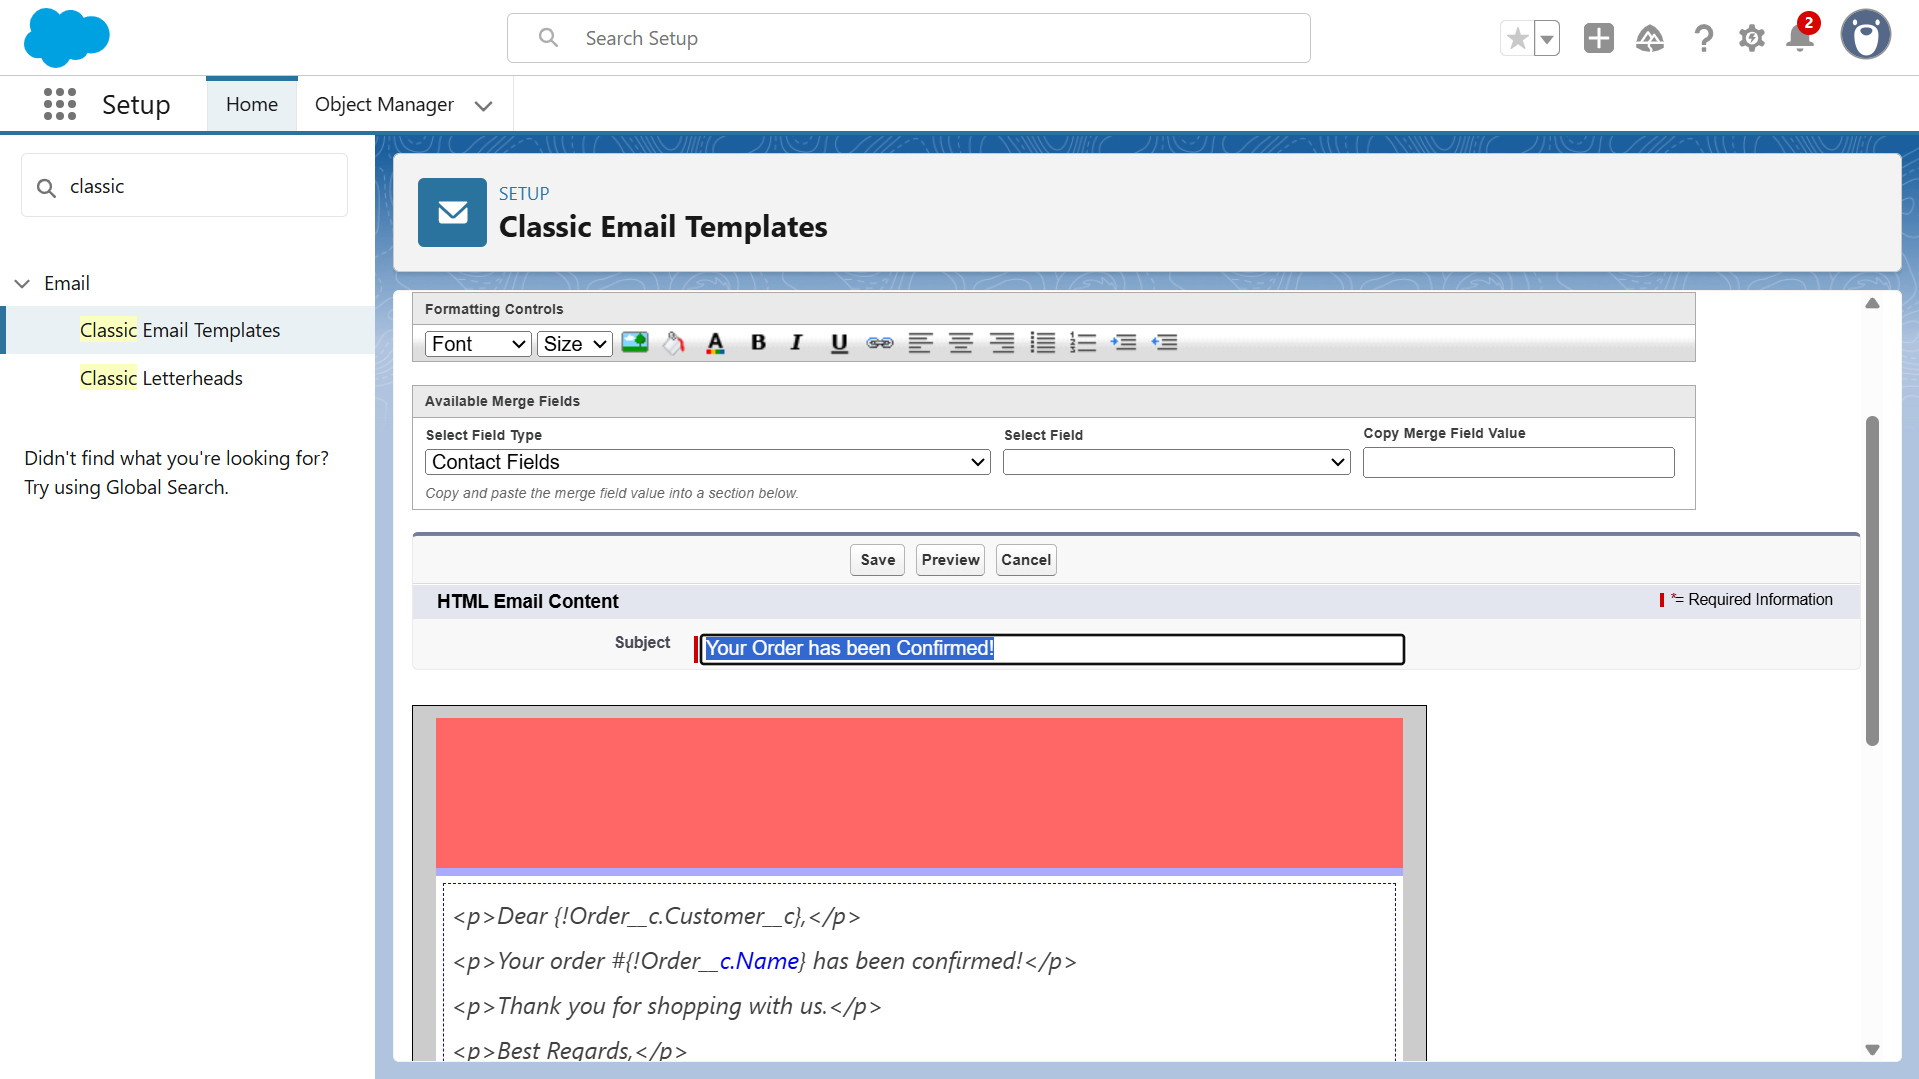 Search Setup
2
Setup
Home
Object Manager
classic
Email
Classic Email Templates
Classic Letterheads
Didn't find what you're looking for?
Try using Global Search.
SETUP
Classic Email Templates
Formatting Controls
Font
Size
A
B
I
U
Available Merge Fields
Select Field Type
Select Field
Copy Merge Field Value
Contact Fields
Copy and paste the merge field value into a section below.
Save
Preview
Cancel
HTML Email Content
*= Required Information
Subject
Your Order has been Confirmed!
<p>Dear {!Order__c.Customer__c},</p>
<p>Your order #{!Order__c.Name} has been confirmed!</p>
<p>Thank you for shopping with us.</p>
<p>Best Regards,</p>